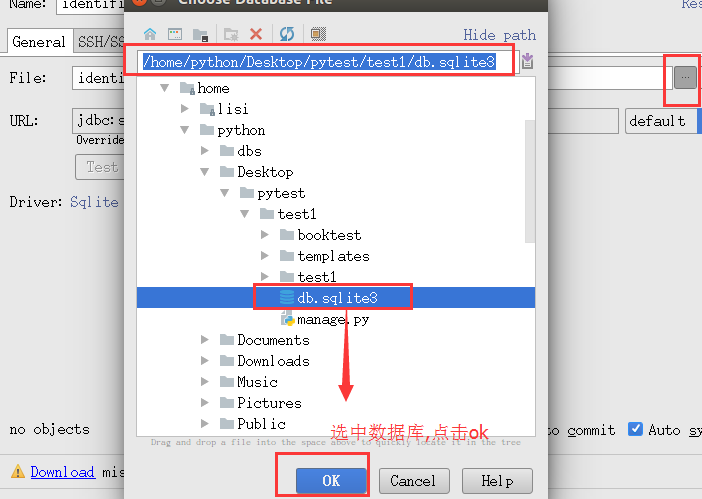 Name: identif
Choose Database File
Res
Hide path
General SSH/SS
/home/python/Desktop/pytest/test1/db.sqlite3
File: identif
...
home
lisi
python
dbs
Desktop
pytest
test1
booktest
templates
test1
db.sqlite3
manage.py
Documents
Downloads
Music
Pictures
Public
URL: jdbc:s
default
Override
Test
Driver: Sqlite
选中数据库,点击ok
no objects
to commit
Auto sy
Drag and drop a file into the space above to quickly locate it in the tree
Download mis
OK
Cancel
Help